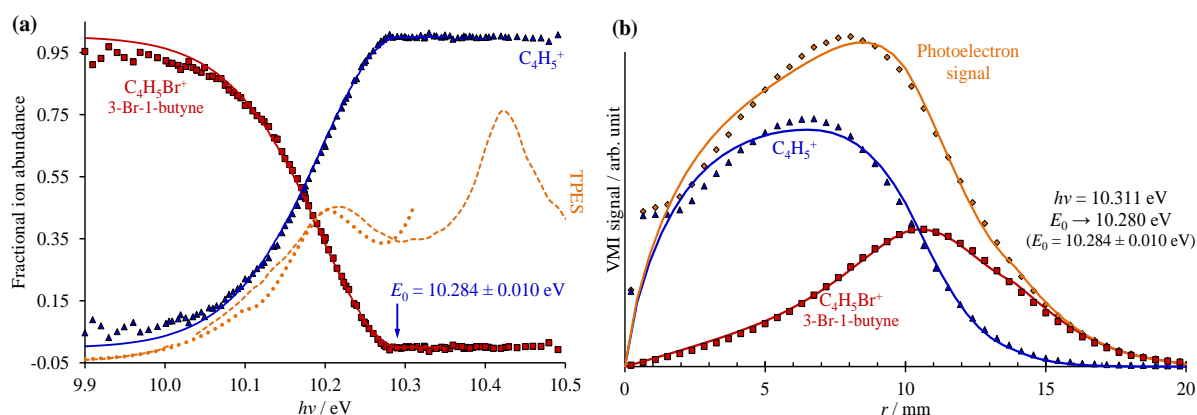 (a)
Fractional ion abundance
0.95
0.75
0.55
0.35
0.15
-0.05
C₄H₅Br⁺
3-Br-1-butyne
C₄H₅⁺
TPES
E₀ = 10.284 ± 0.010 eV
9.9
10.0
10.1
10.2
10.3
10.4
10.5
hν / eV
(b)
VMI signal / arb. unit
Photoelectron
signal
C₄H₅⁺
hν = 10.311 eV
E₀ → 10.280 eV
(E₀ = 10.284 ± 0.010 eV)
C₄H₅Br⁺
3-Br-1-butyne
0
5
10
15
20
r / mm